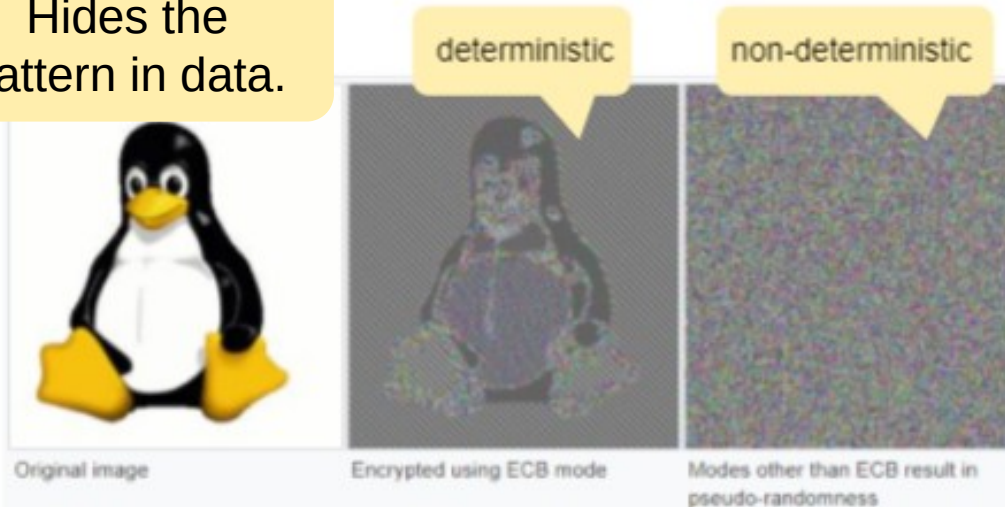 Hides the
attern in data.
deterministic
non-deterministic
Original image
Encrypted using ECB mode
Modes other than ECB result in
pseudo-randomness